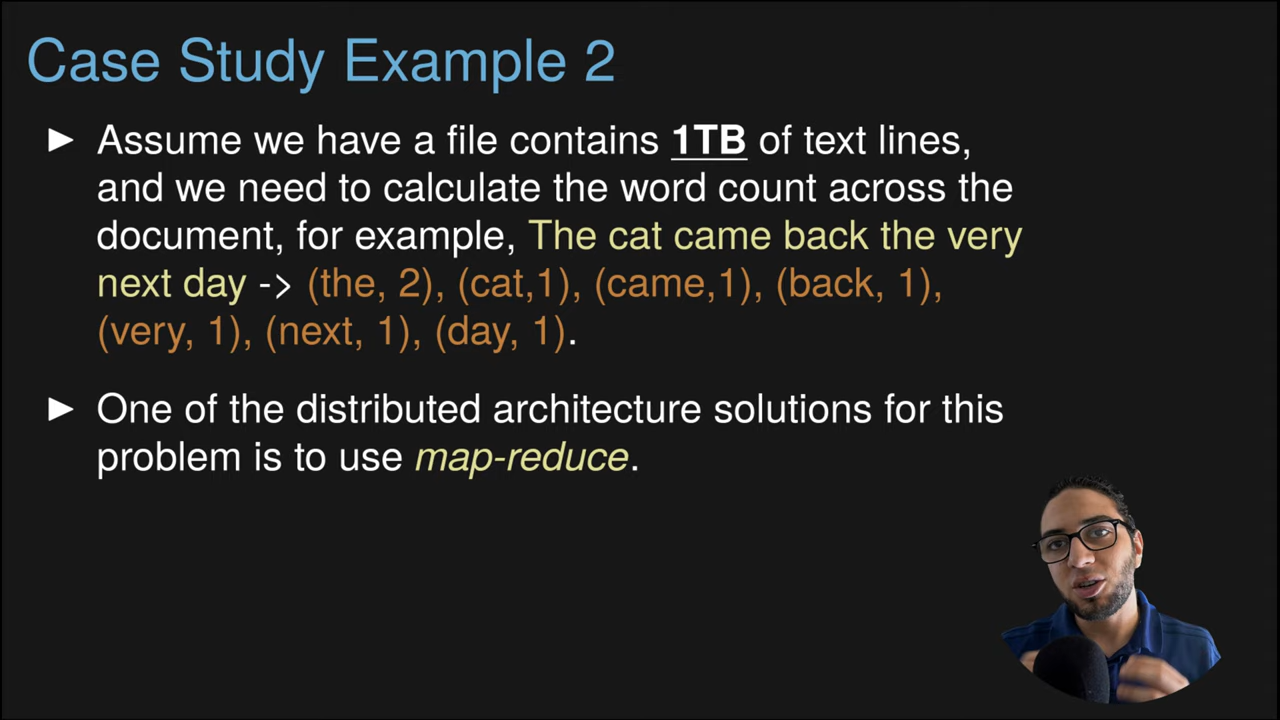 Case Study Example 2
▶ Assume we have a file contains 1TB of text lines,
and we need to calculate the word count across the
document, for example, The cat came back the very
next day -> (the, 2), (cat,1), (came,1), (back, 1),
(very, 1), (next, 1), (day, 1).
▶ One of the distributed architecture solutions for this
problem is to use map-reduce.